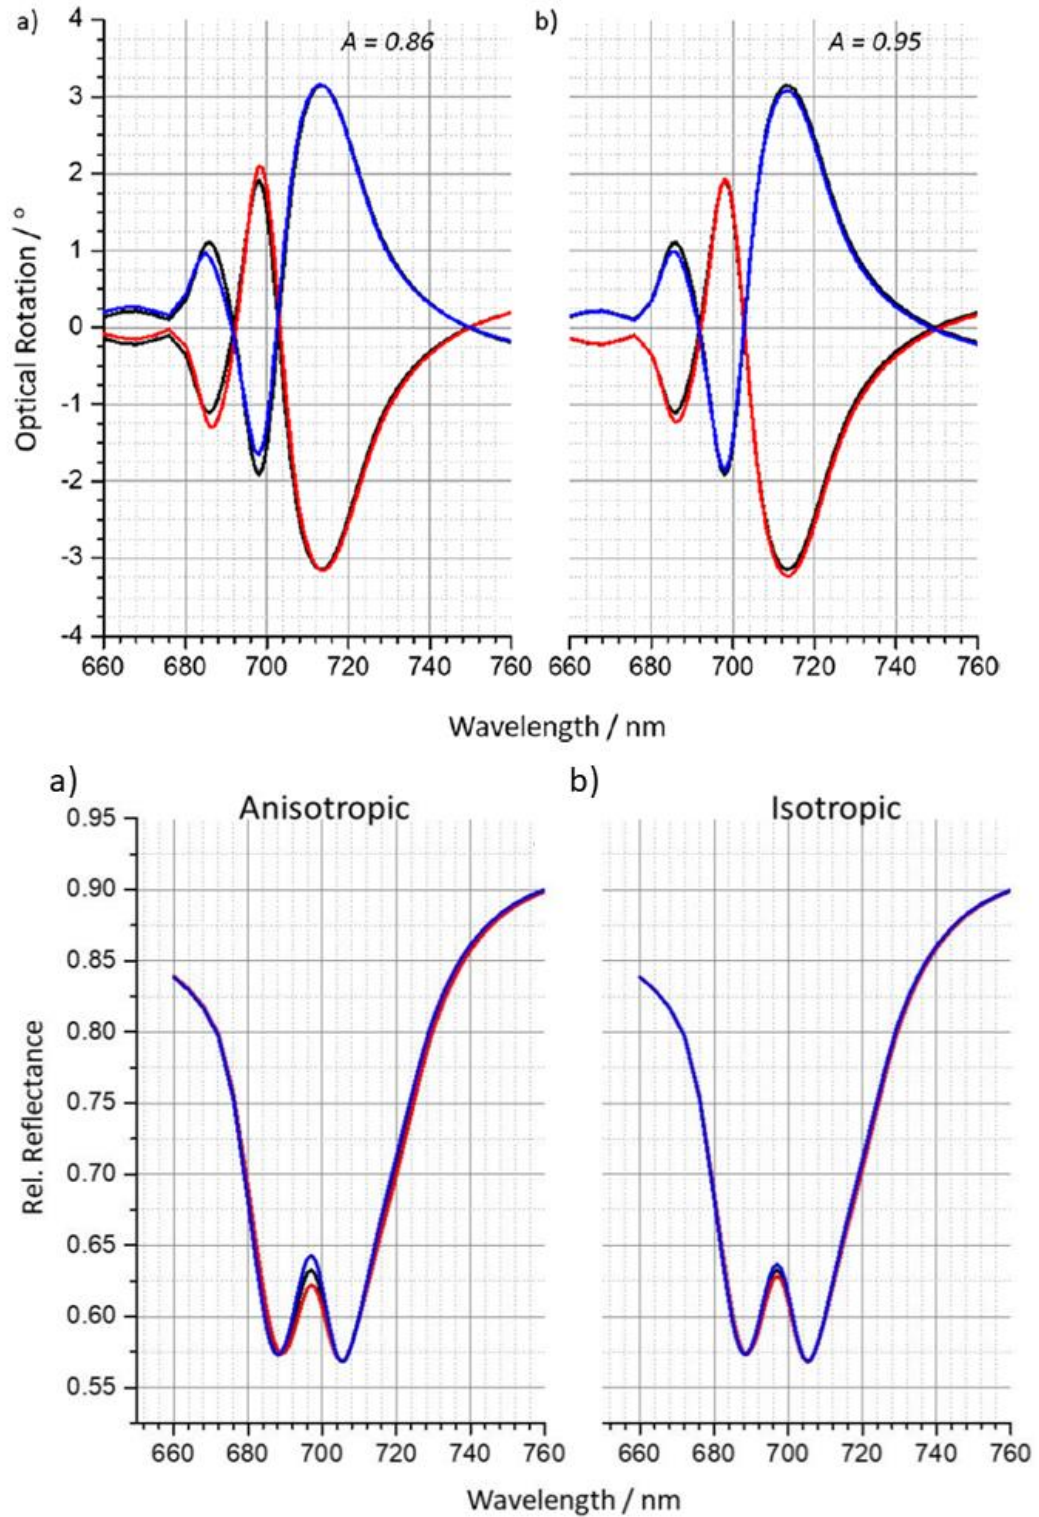 a)
A = 0.86
b)
A = 0.95
4
3
2
1
0
-1
-2
-3
-4
Optical Rotation / °
660 680 700 720 740 760
660 680 700 720 740 760
Wavelength / nm
a)
Anisotropic
b)
Isotropic
0.95
0.90
0.85
0.80
0.75
0.70
0.65
0.60
0.55
Rel. Reflectance
660 680 700 720 740 760
660 680 700 720 740 760
Wavelength / nm